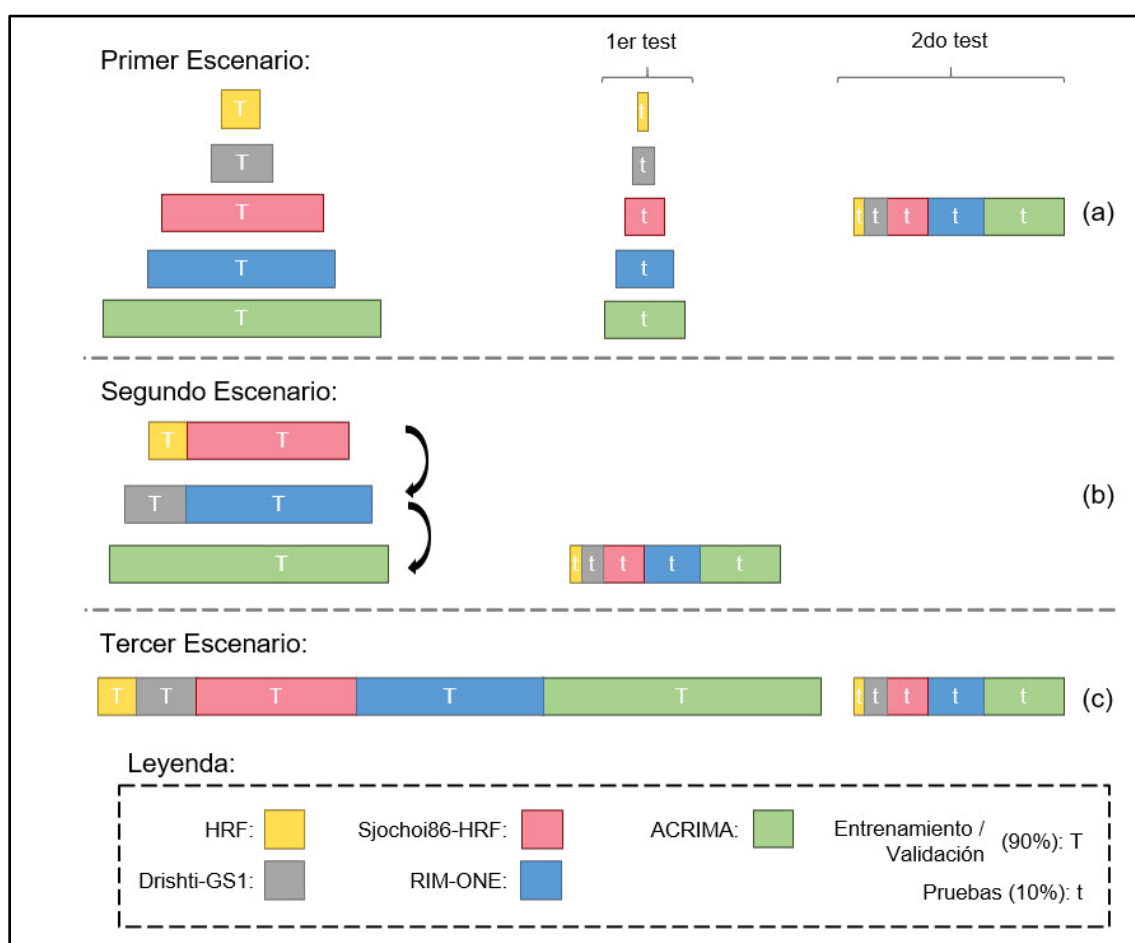 1er test
2do test
Primer Escenario:
T
t
T
t
T
t
t t t t t
(a)
T
t
T
t
Segundo Escenario:
T T
T T
(b)
T
t t t t t
Tercer Escenario:
T T T T T
t t t t t
(c)
Leyenda:
HRF:
Sjochoi86-HRF:
ACRIMA:
Entrenamiento /
Validación
(90%): T
Drishti-GS1:
RIM-ONE:
Pruebas (10%): t